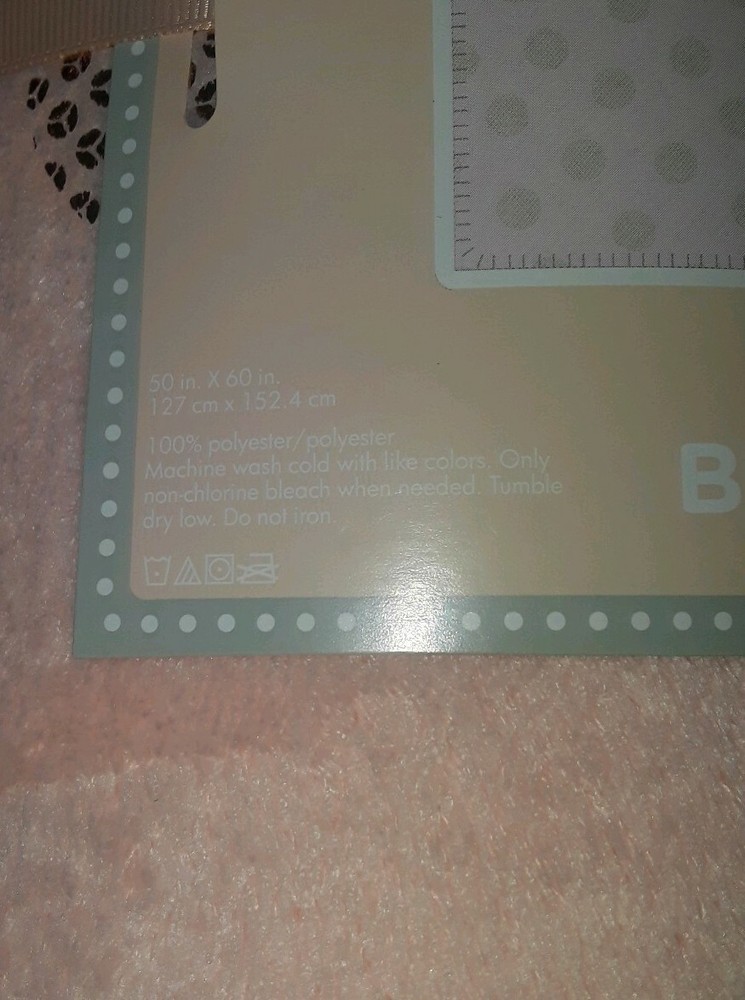 50 in. X 60 in.
127 cm x 152.4 cm
100% polyester/polyester
Machine wash cold with like colors. Only
non-chlorine bleach when needed. Tumble
dry low. Do not iron.
B